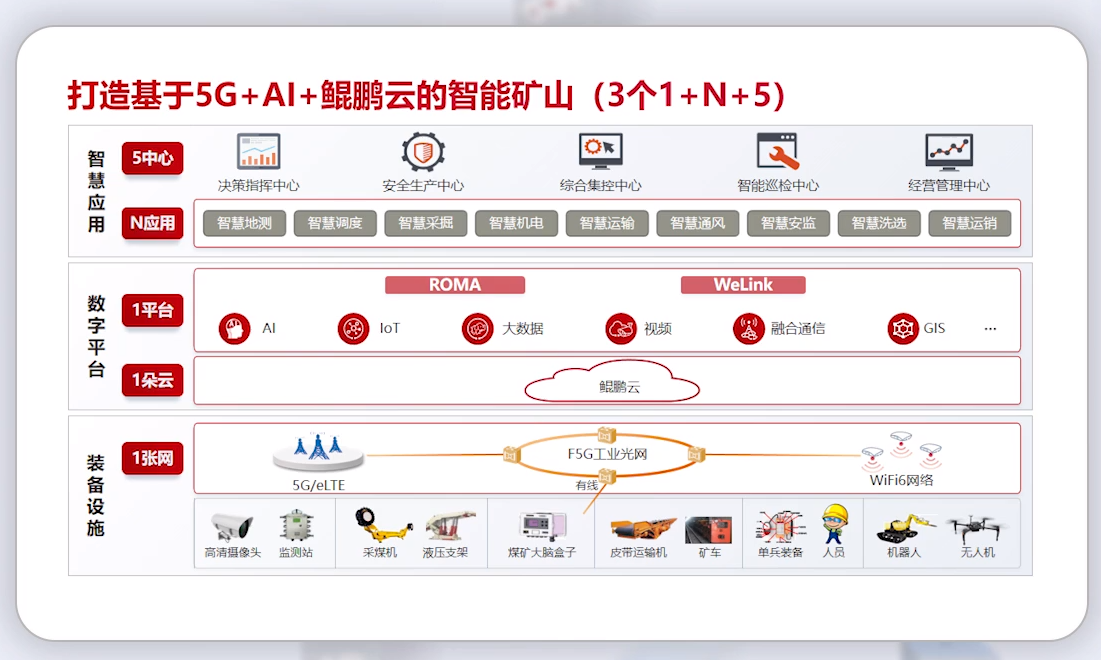 打造基于5G+AI+鲲鹏云的智能矿山（3个1+N+5）
智慧应用
5中心
决策指挥中心
安全生产中心
综合集控中心
智能巡检中心
经营管理中心
N应用
智慧地测
智慧调度
智慧采掘
智慧机电
智慧运输
智慧通风
智慧安监
智慧洗选
智慧运销
数字平台
1平台
ROMA
WeLink
AI
IoT
大数据
视频
融合通信
GIS
...
1朵云
鲲鹏云
装备设施
1张网
5G/eLTE
F5G工业光网
有线
WiFi6网络
高清摄像头
监测站
采煤机
液压支架
煤矿大脑盒子
皮带运输机
矿车
单兵装备
人员
机器人
无人机